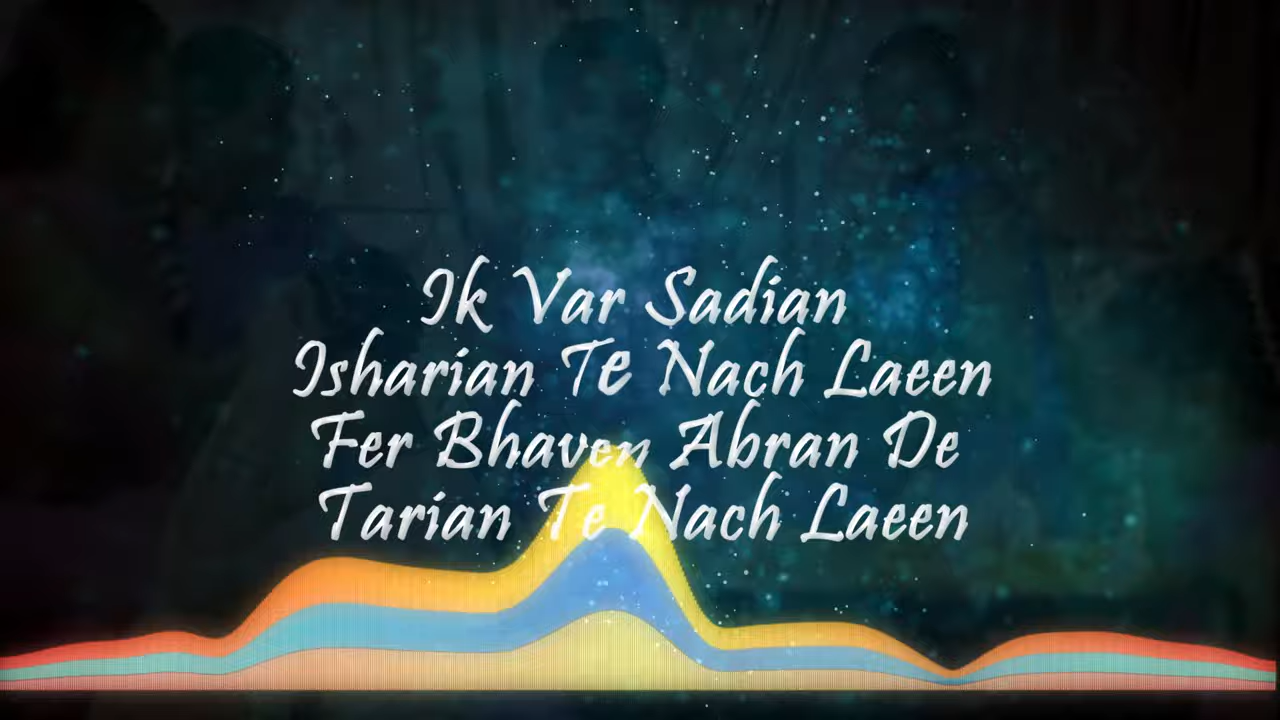 Ik Var Sadian
Isharian Te Nach Laeen
Fer Bhaven Abran De
Tarian Te Nach Laeen